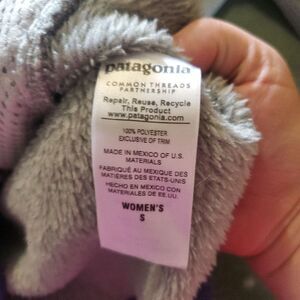 patagonia
COMMON THREADS
PARTNERSHIP
Repair, Reuse, Recycle
This Product
www.patagonia.com
100% POLYESTER
EXCLUSIVE OF TRIM
MADE IN MEXICO OF U.S.
MATERIALS
FABRIQUÉ AU MEXIQUE DES
MATIÈRES DES ETATS-UNIS
HECHO EN MEXICO CON
MATERIALES DE EE.UU.
WOMEN'S
S